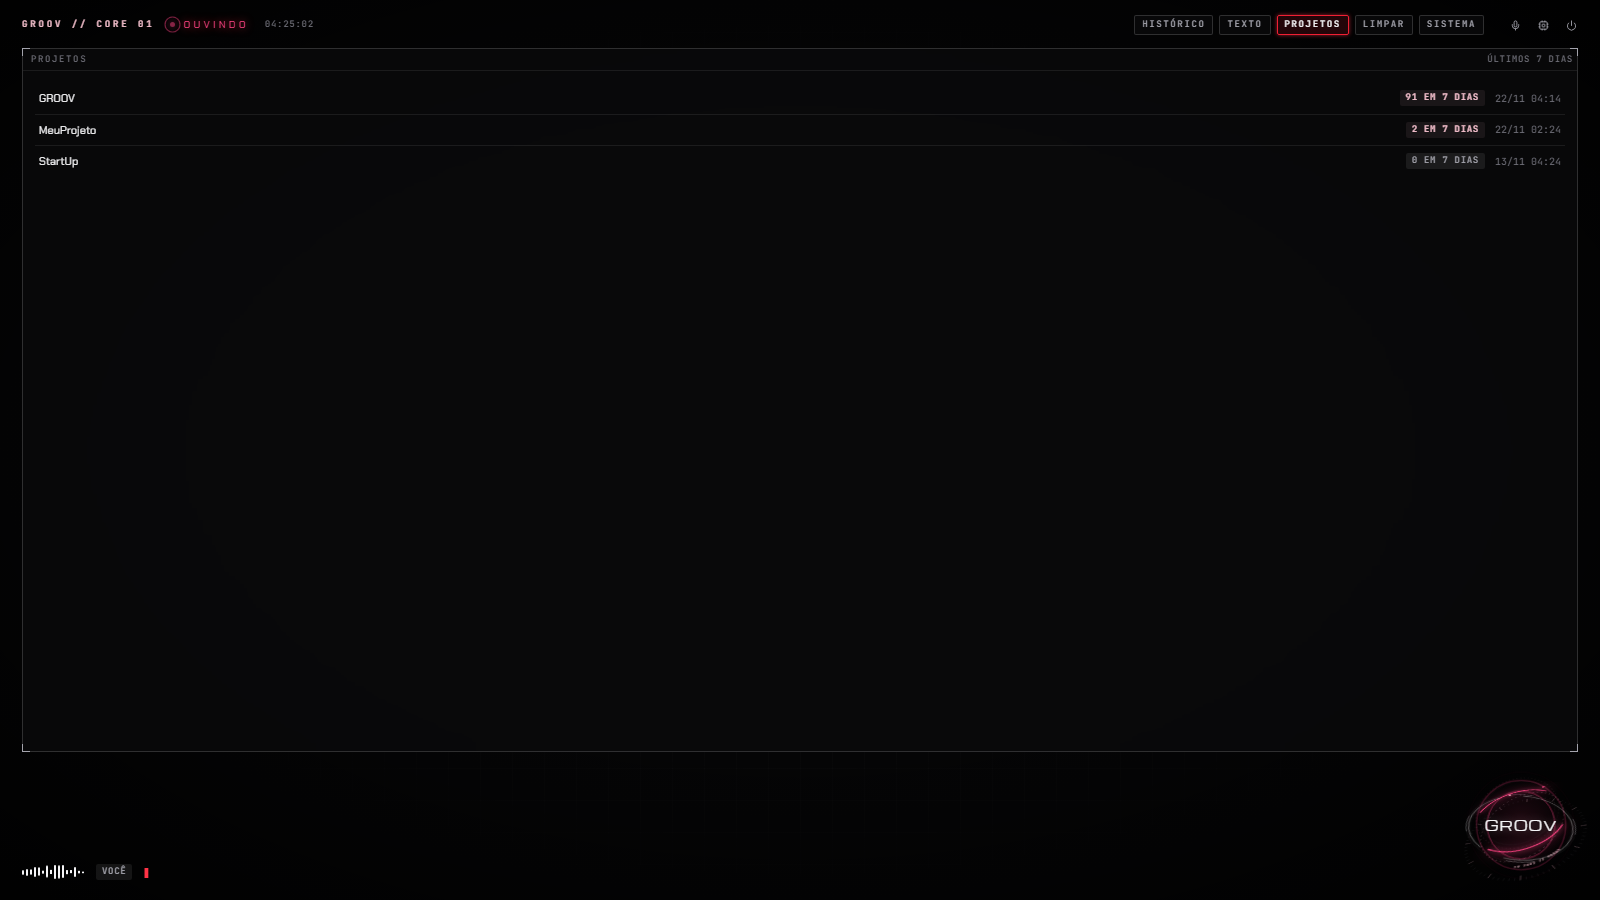 GROOV // CORE 01 OUVINDO 04:25:02 HISTÓRICO TEXTO PROJETOS LIMPAR SISTEMA
PROJETOS ÚLTIMOS 7 DIAS
GROOV 91 EM 7 DIAS 22/11 04:14
MeuProjeto 2 EM 7 DIAS 22/11 02:24
StartUp 0 EM 7 DIAS 13/11 04:24
GROOV
VOCÊ